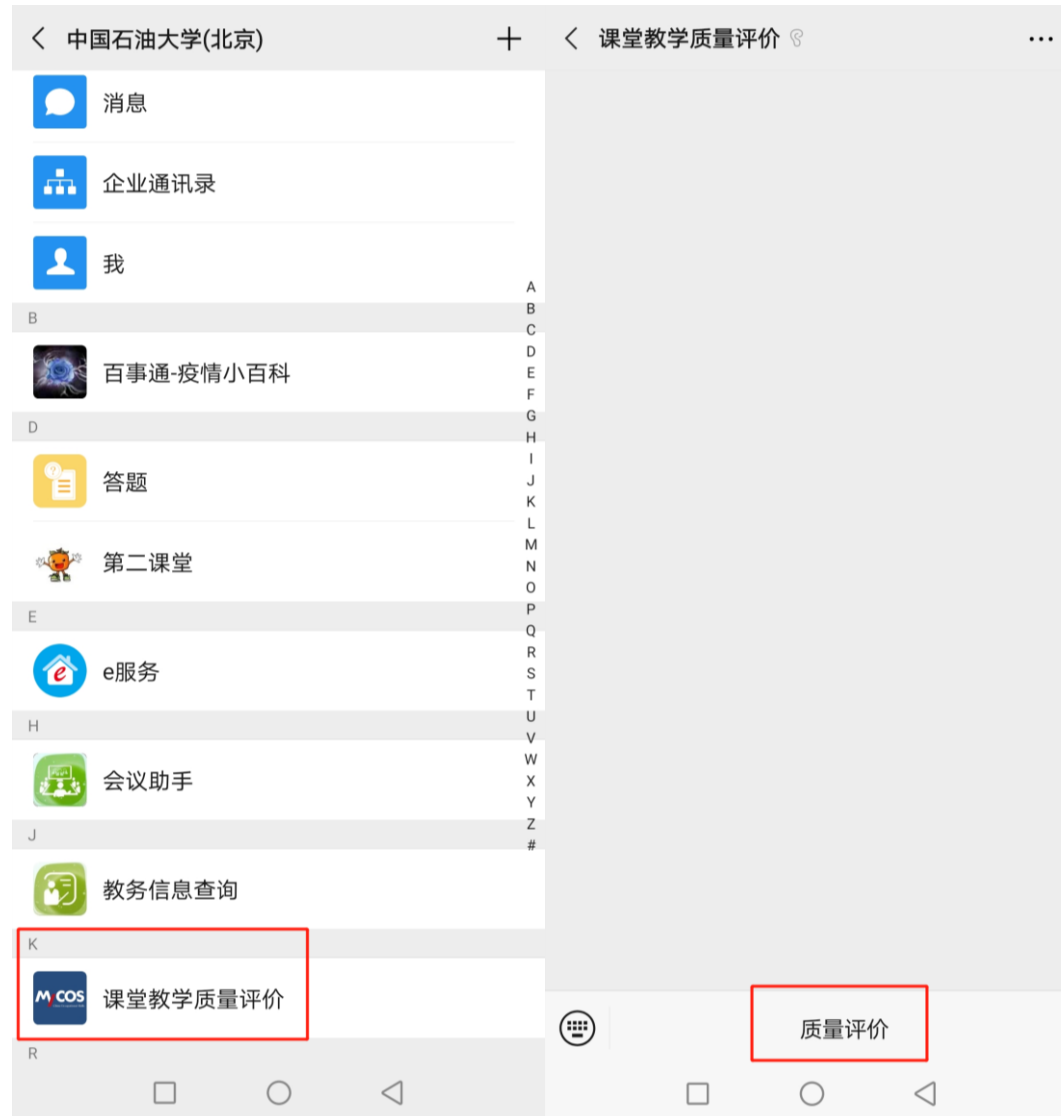 中国石油大学(北京)
消息
企业通讯录
我
B
百事通-疫情小百科
D
答题
第二课堂
E
e服务
H
会议助手
J
教务信息查询
K
MyCOS
课堂教学质量评价
R
A
B
C
D
E
F
G
H
I
J
K
L
M
N
O
P
Q
R
S
T
U
V
W
X
Y
Z
#
课堂教学质量评价
质量评价